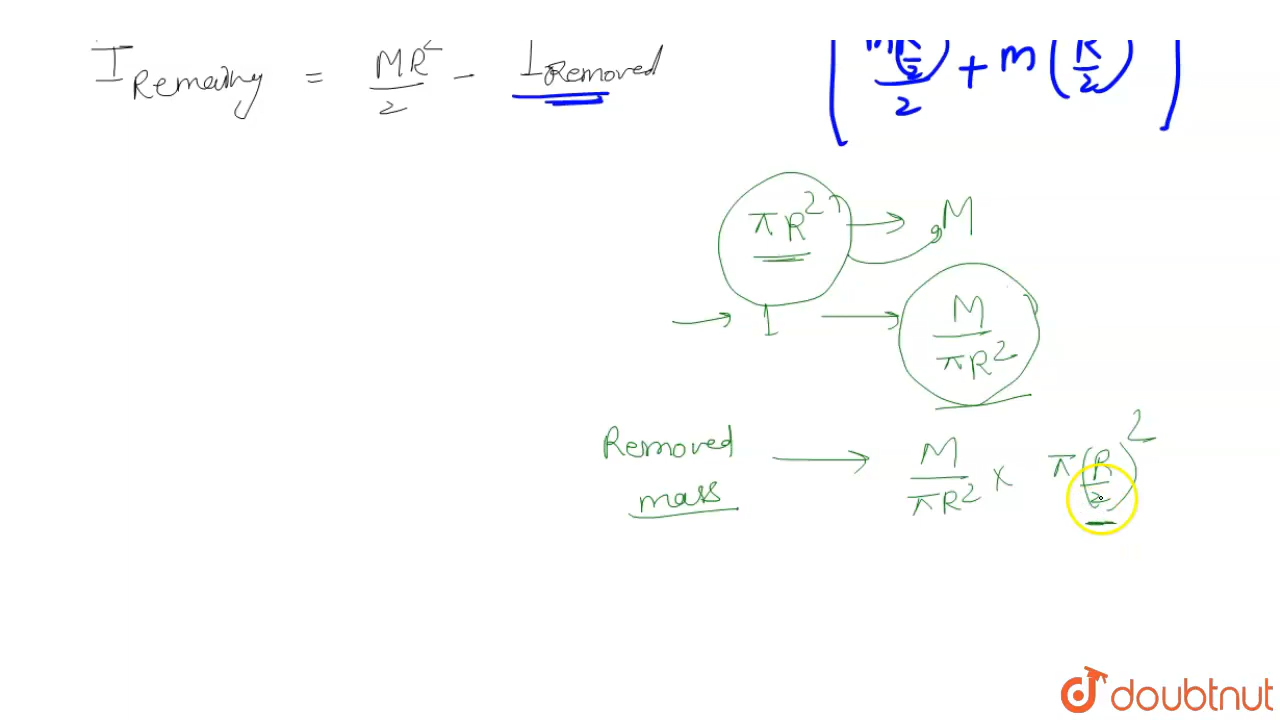 I Remaining = MR²/2 - I Removed [ m(R/2)²/2 + m (R/2)² ]
πR² → M
→ 1 → M/πR²
Removed → M/πR² × π(R/2)²
mass
doubtnut